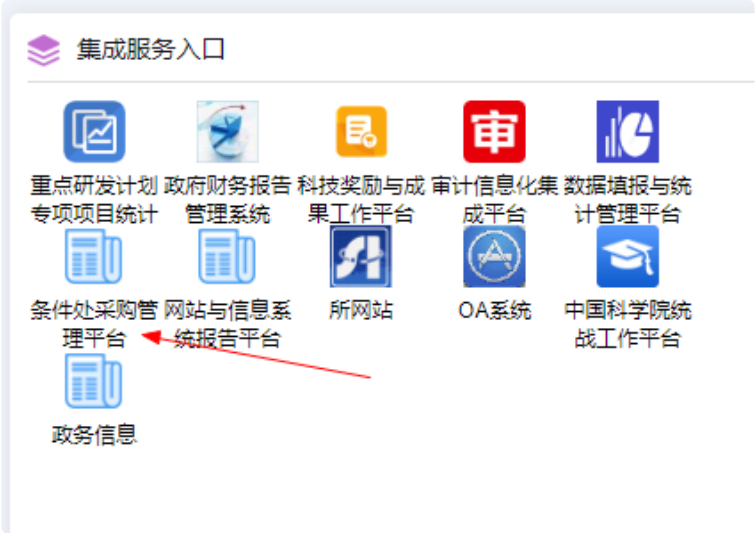 集成服务入口
审
重点研发计划 政府财务报告 科技奖励与成 审计信息化集 数据填报与统
专项项目统计 管理系统 果工作平台 成平台 计管理平台
条件处采购管 网站与信息系 所网站 OA系统 中国科学院统
理平台 统报告平台 战工作平台
政务信息